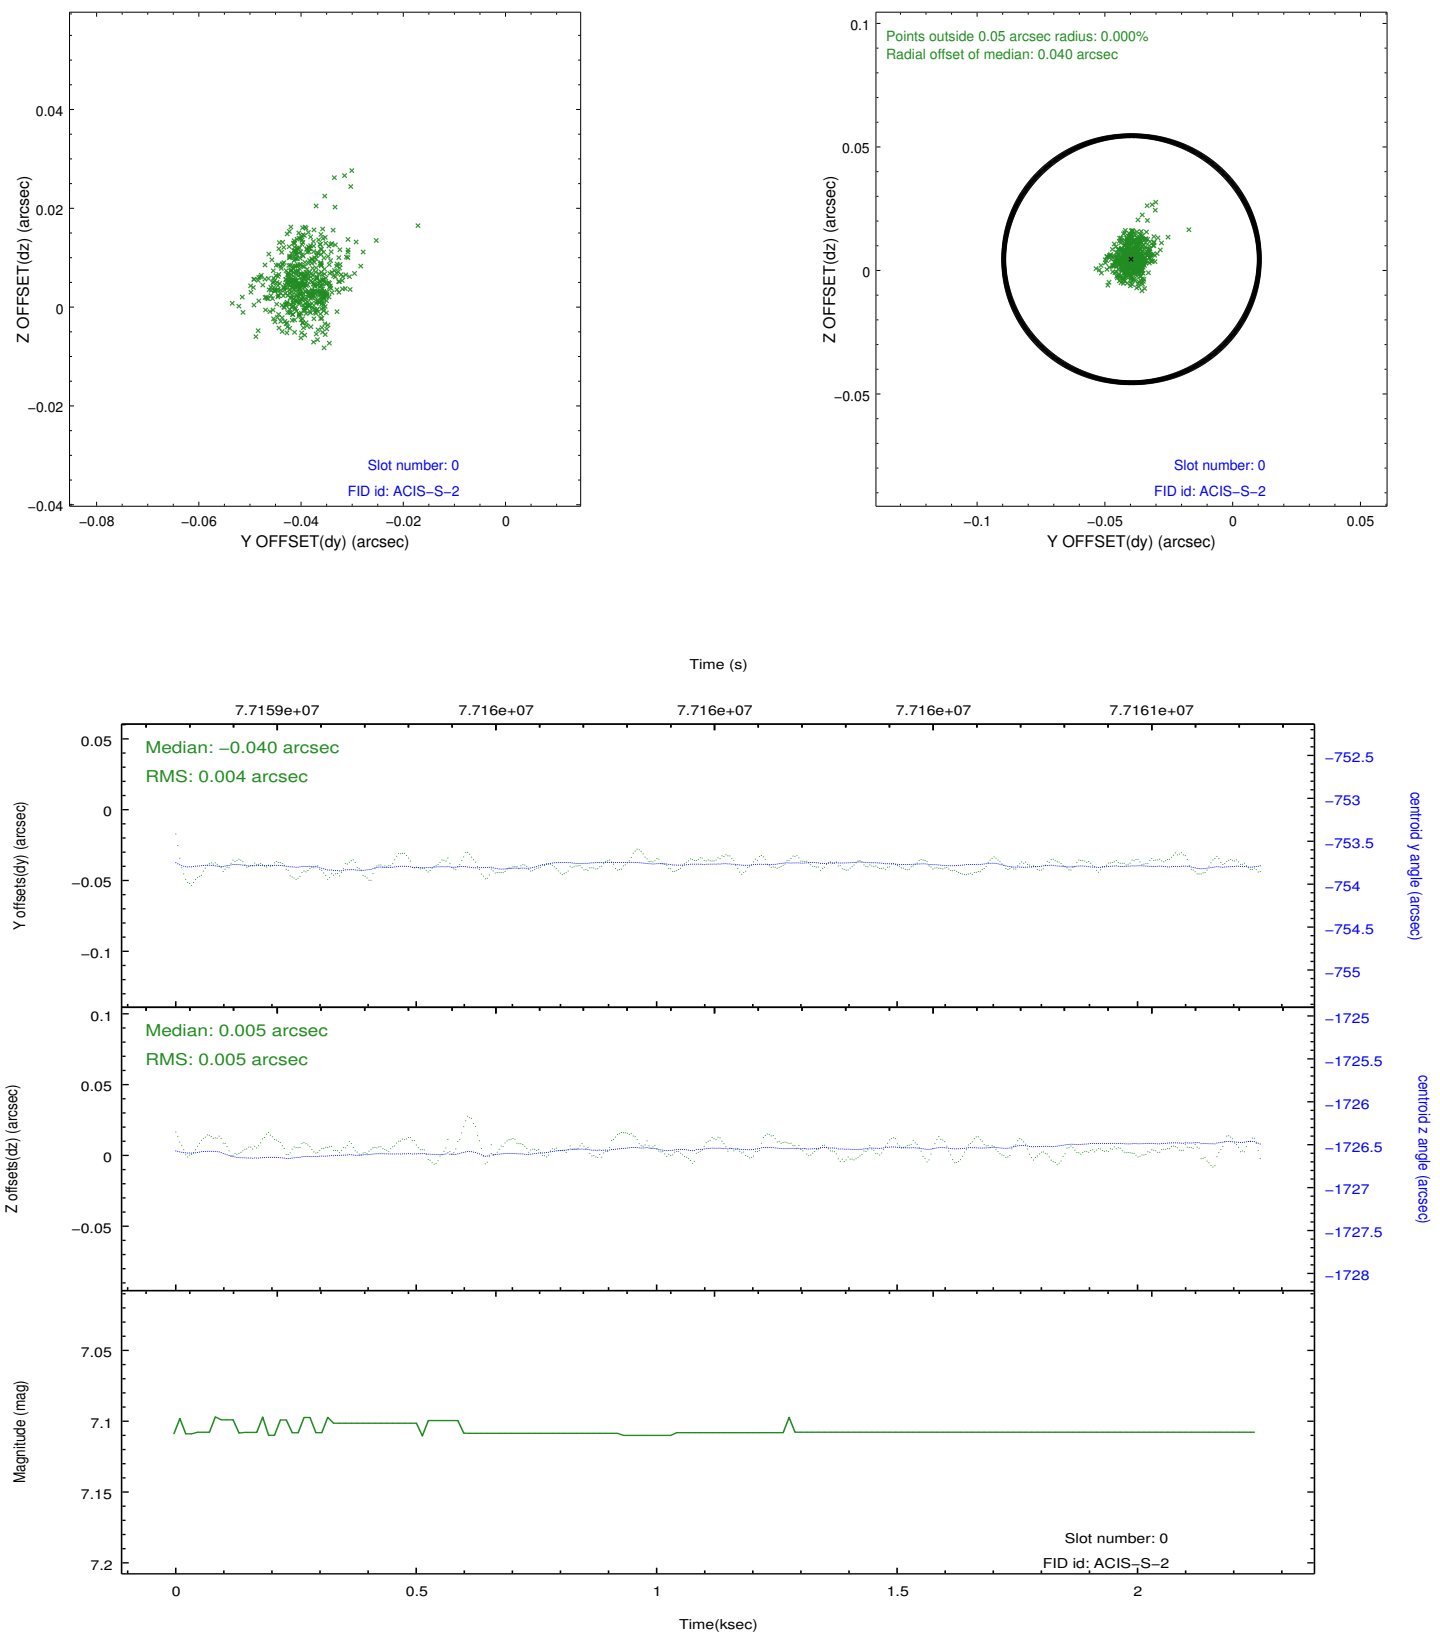 0.04
0.02
0
−0.02
−0.04
Z OFFSET(dz) (arcsec)
Slot number: 0
FID id: ACIS−S−2
−0.08
−0.06
−0.04
−0.02
0
Y OFFSET(dy) (arcsec)
Points outside 0.05 arcsec radius: 0.000%
Radial offset of median: 0.040 arcsec
0.1
0.05
0
−0.05
Z OFFSET(dz) (arcsec)
Slot number: 0
FID id: ACIS−S−2
−0.1
−0.05
0
0.05
Y OFFSET(dy) (arcsec)
Time (s)
7.7159e+07
7.716e+07
7.716e+07
7.716e+07
7.7161e+07
Median: −0.040 arcsec
RMS: 0.004 arcsec
0.05
0
−0.05
−0.1
Y offsets(dy) (arcsec)
−752.5
−753
−753.5
−754
−754.5
−755
centroid y angle (arcsec)
Median: 0.005 arcsec
RMS: 0.005 arcsec
0.1
0.05
0
−0.05
Z offsets(dz) (arcsec)
−1725
−1725.5
−1726
−1726.5
−1727
−1727.5
−1728
centroid z angle (arcsec)
7.05
7.1
7.15
7.2
Magnitude (mag)
Slot number: 0
FID id: ACIS−S−2
0
0.5
1
1.5
2
Time(ksec)